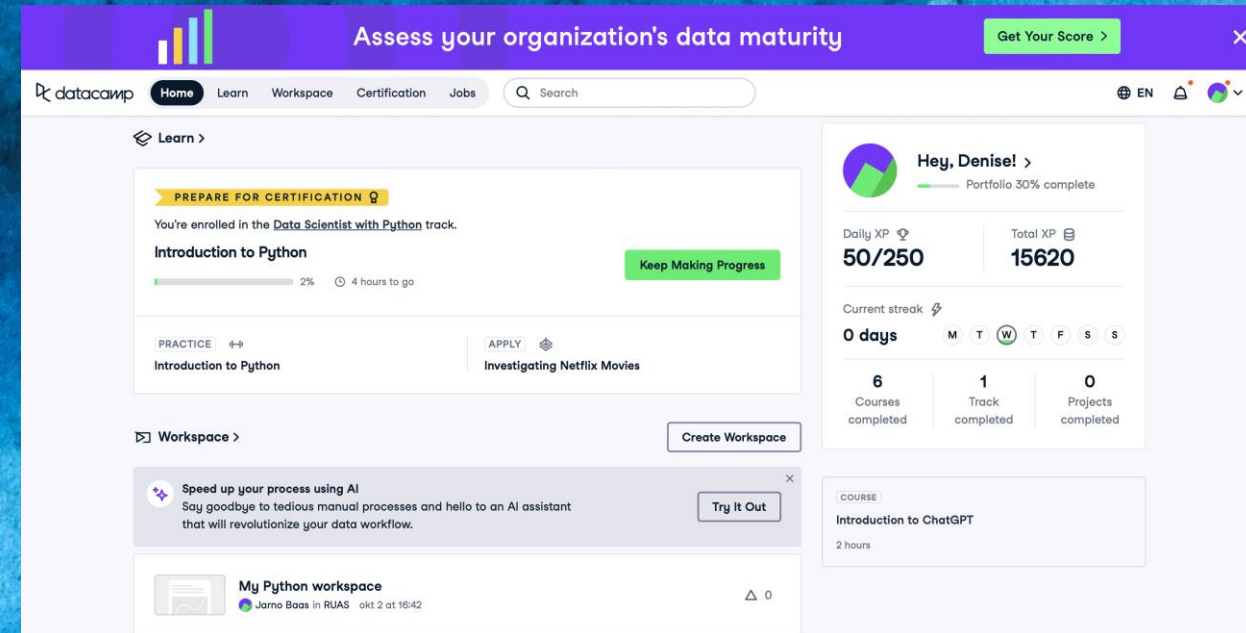 Assess your organization's data maturity
Get Your Score >
datacamp Home Learn Workspace Certification Jobs Search EN
Learn >
PREPARE FOR CERTIFICATION
You're enrolled in the Data Scientist with Python track.
Introduction to Python
2% 4 hours to go
Keep Making Progress
PRACTICE
Introduction to Python
APPLY
Investigating Netflix Movies
Workspace >
Create Workspace
Speed up your process using AI
Say goodbye to tedious manual processes and hello to an AI assistant
that will revolutionize your data workflow.
Try It Out
My Python workspace
Jarno Baas in RUAS okt 2 at 16:42
0
Hey, Denise! >
Portfolio 30% complete
Daily XP
50/250
Total XP
15620
Current streak
0 days M T W T F S S
6
Courses
completed
1
Track
completed
0
Projects
completed
COURSE
Introduction to ChatGPT
2 hours